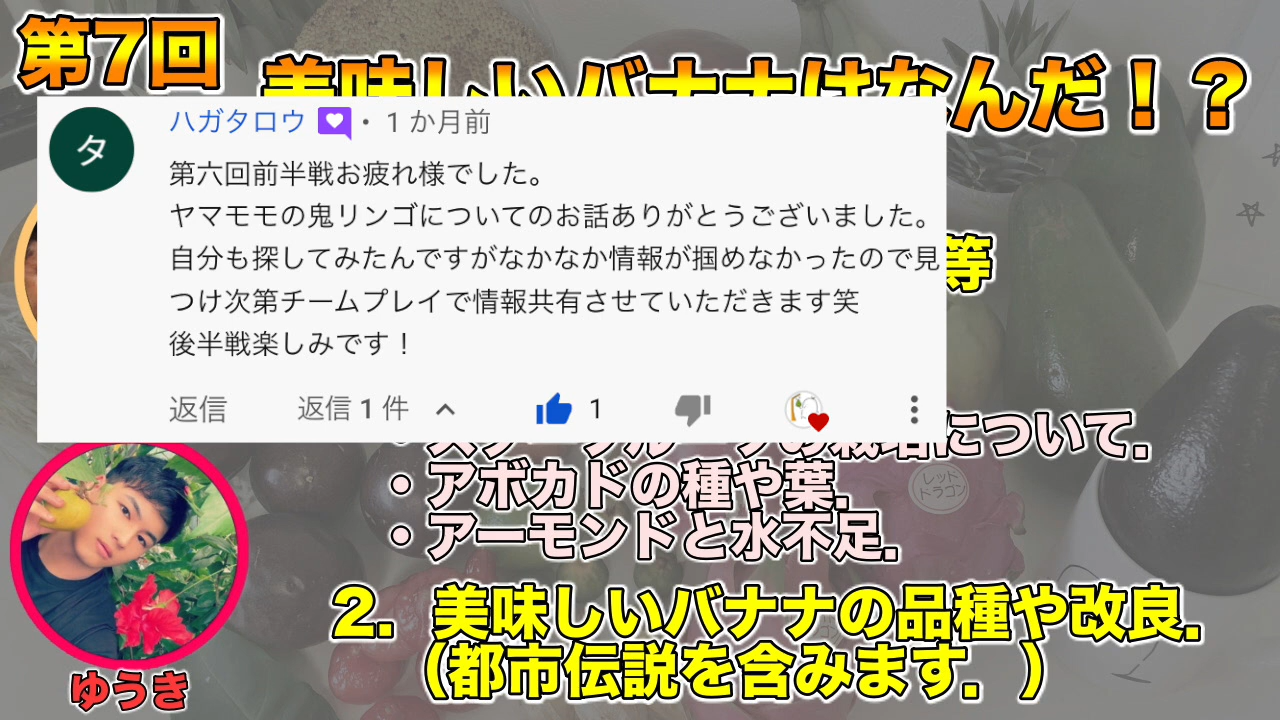 第7回
美味しいバナナはなんだ！？
タ
ハガタロウ ・ 1 か月前
第六回前半戦お疲れ様でした。
ヤマモモの鬼リンゴについてのお話ありがとうございました。
自分も探してみたんですがなかなか情報が掴めなかったので見
つけ次第チームプレイで情報共有させていただきます笑
後半戦楽しみです！
返信 返信 1 件 1
等
について.
・アボカドの種や葉.
レッド
ドラゴン
・アーモンドと水不足.
2. 美味しいバナナの品種や改良.
（都市伝説を含みます. ）
ゆうき